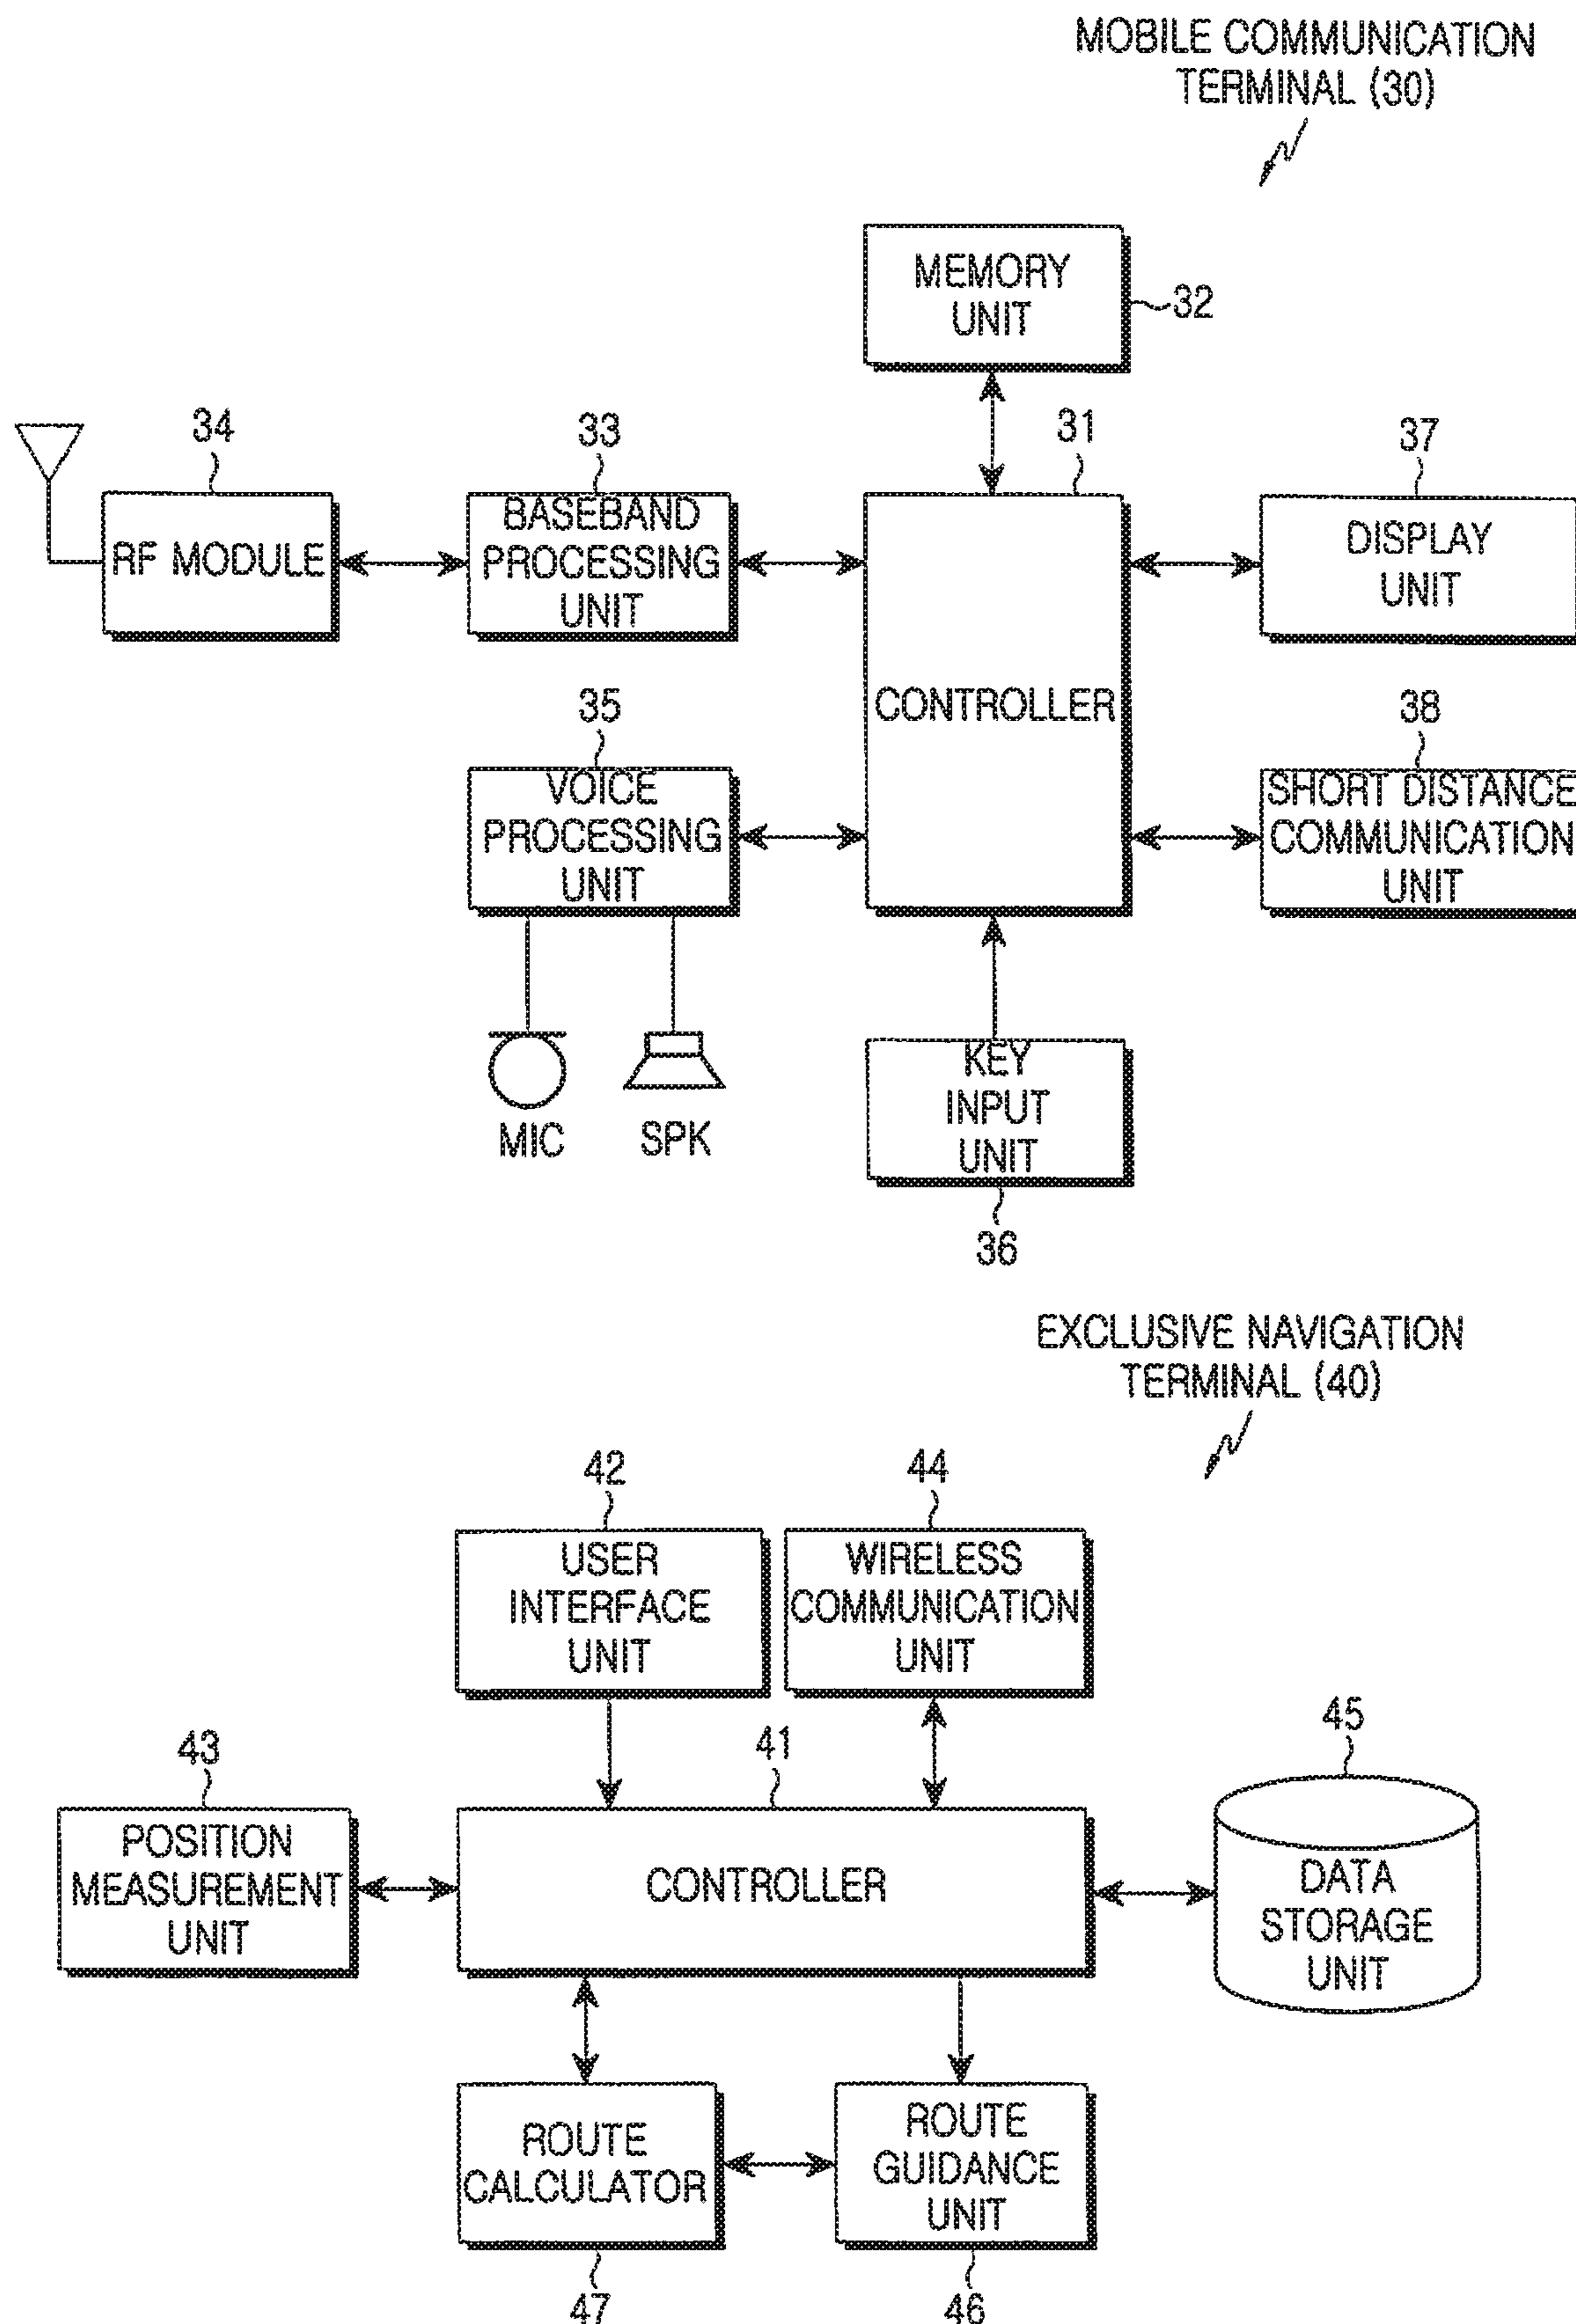 MOBILE COMMUNICATION
TERMINAL (30)
MEMORY
UNIT
32
34
33
31
37
RF MODULE
BASEBAND
PROCESSING
UNIT
DISPLAY
UNIT
CONTROLLER
35
38
VOICE
PROCESSING
UNIT
SHORT DISTANCE
COMMUNICATION
UNIT
MIC
SPK
KEY
INPUT
UNIT
36
EXCLUSIVE NAVIGATION
TERMINAL (40)
42
44
USER
INTERFACE
UNIT
WIRELESS
COMMUNICATION
UNIT
43
41
45
POSITION
MEASUREMENT
UNIT
CONTROLLER
DATA
STORAGE
UNIT
ROUTE
CALCULATOR
ROUTE
GUIDANCE
UNIT
47
46